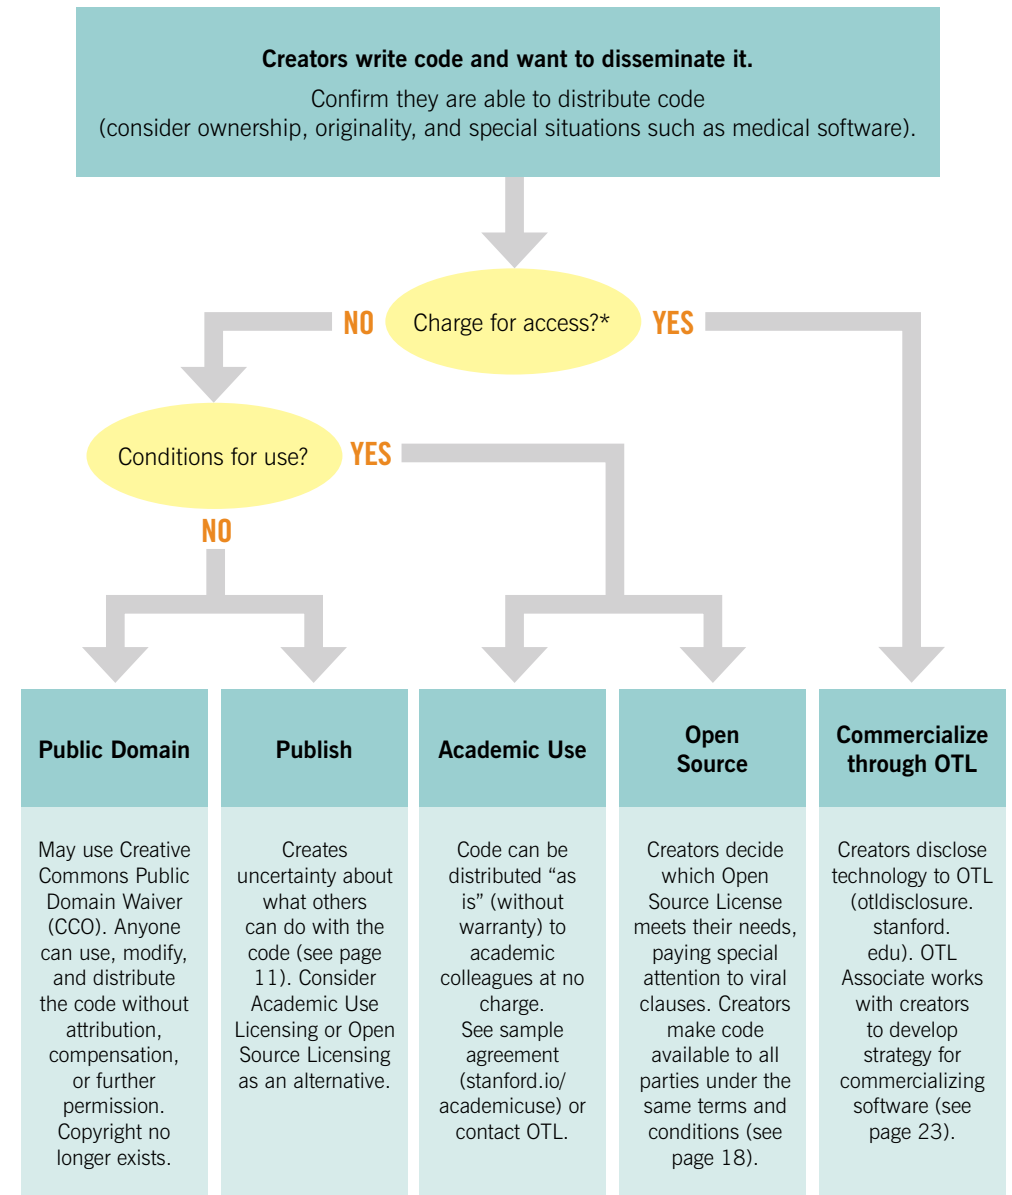 Creators write code and want to disseminate it.
Confirm they are able to distribute code
(consider ownership, originality, and special situations such as medical software).
NO
Charge for access?*
YES
Conditions for use?
YES
NO
Public Domain
May use Creative
Commons Public
Domain Waiver
(CCO). Anyone
can use, modify,
and distribute
the code without
attribution,
compensation,
or further
permission.
Copyright no
longer exists.
Publish
Creates
uncertainty about
what others
can do with the
code (see page
11). Consider
Academic Use
Licensing or Open
Source Licensing
as an alternative.
Academic Use
Code can be
distributed “as
is” (without
warranty) to
academic
colleagues at no
charge.
See sample
agreement
(stanford.io/
academicuse) or
contact OTL.
Open
Source
Creators decide
which Open
Source License
meets their needs,
paying special
attention to viral
clauses. Creators
make code
available to all
parties under the
same terms and
conditions (see
page 18).
Commercialize
through OTL
Creators disclose
technology to OTL
(otldisclosure.
stanford.
edu). OTL
Associate works
with creators
to develop
strategy for
commercializing
software (see
page 23).